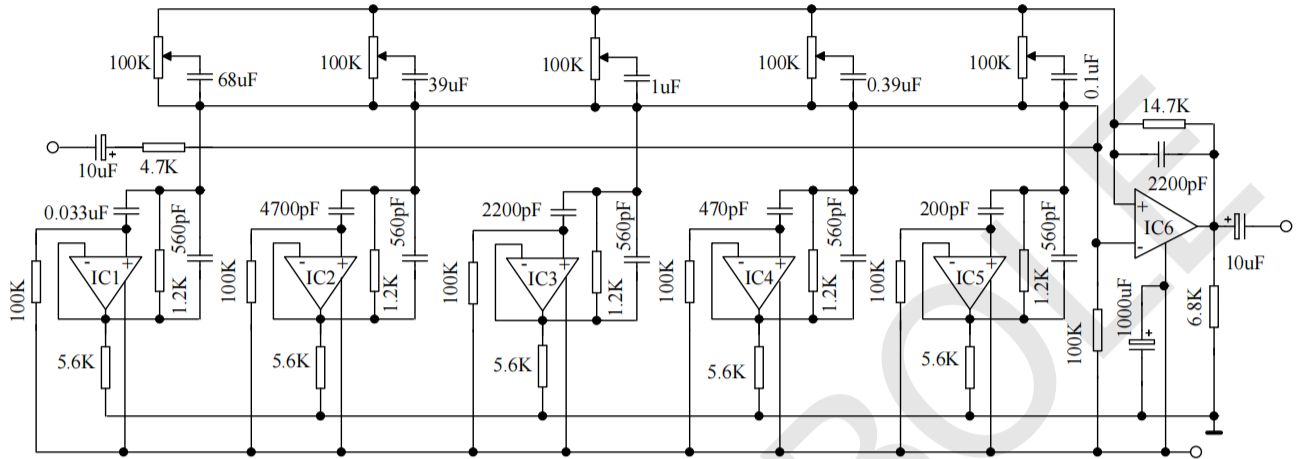 100K
68uF
100K
39uF
100K
1uF
100K
0.39uF
100K
0.1uF
14.7K
2200pF
10uF
+
4.7K
0.033uF
560pF
4700pF
560pF
2200pF
560pF
470pF
560pF
200pF
560pF
+
IC6
-
+
10uF
100K
- +
IC1
1.2K
100K
- +
IC2
1.2K
100K
- +
IC3
1.2K
100K
- +
IC4
1.2K
100K
- +
IC5
1.2K
100K
1000uF
+
6.8K
5.6K
5.6K
5.6K
5.6K
5.6K